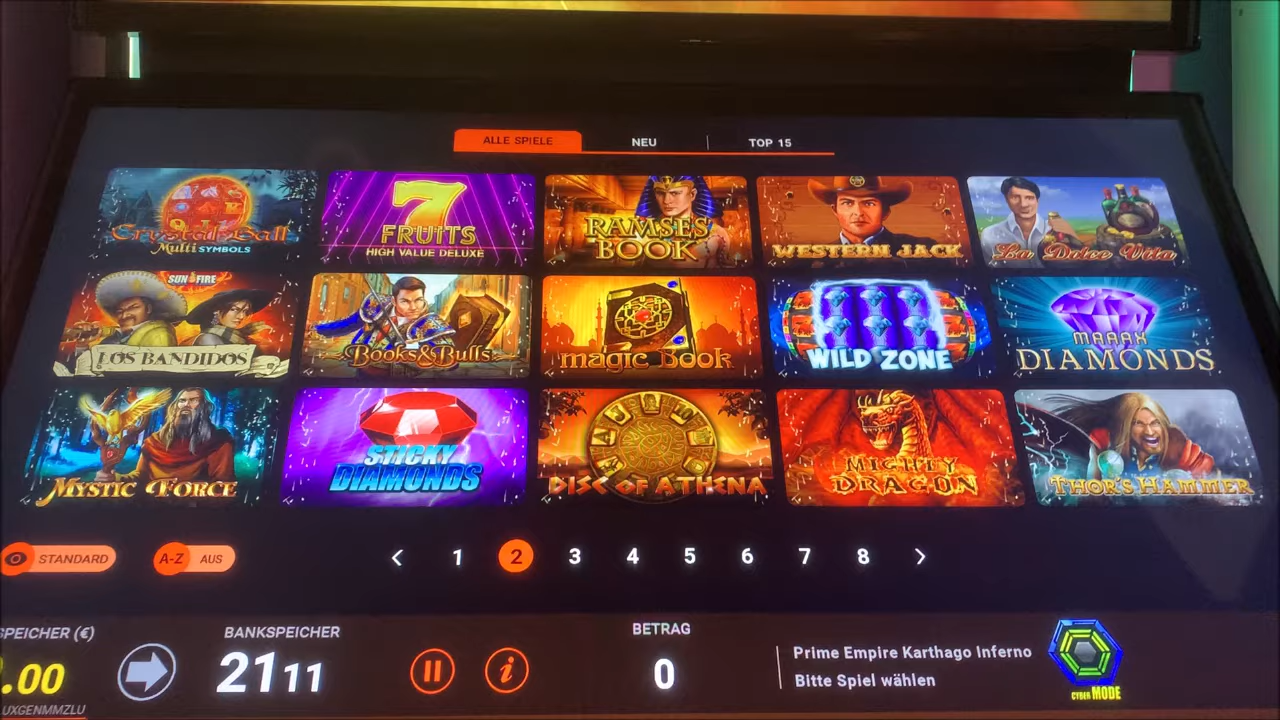 ALLE SPIELE
NEU
TOP 15
Crystal Ball
Multi SYMBOLS
7
FRUITS
HIGH VALUE DELUXE
RAMSES
BOOK
WESTERN JACK
La Dolce Vita
SUN FIRE
LOS BANDIDOS
Books&Bulls
magic Book
WILD ZONE
MAAAX
DIAMONDS
MYSTIC FORCE
STICKY
DIAMONDS
DISC OF ATHENA
MIGHTY
DRAGON
THOR'S HAMMER
STANDARD
A-Z AUS
< 1 2 3 4 5 6 7 8 >
SPEICHER (€)
BANKSPEICHER
BETRAG
.00
2111
0
Prime Empire Karthago Inferno
Bitte Spiel wählen
CYBER MODE
UXGENMMZLU